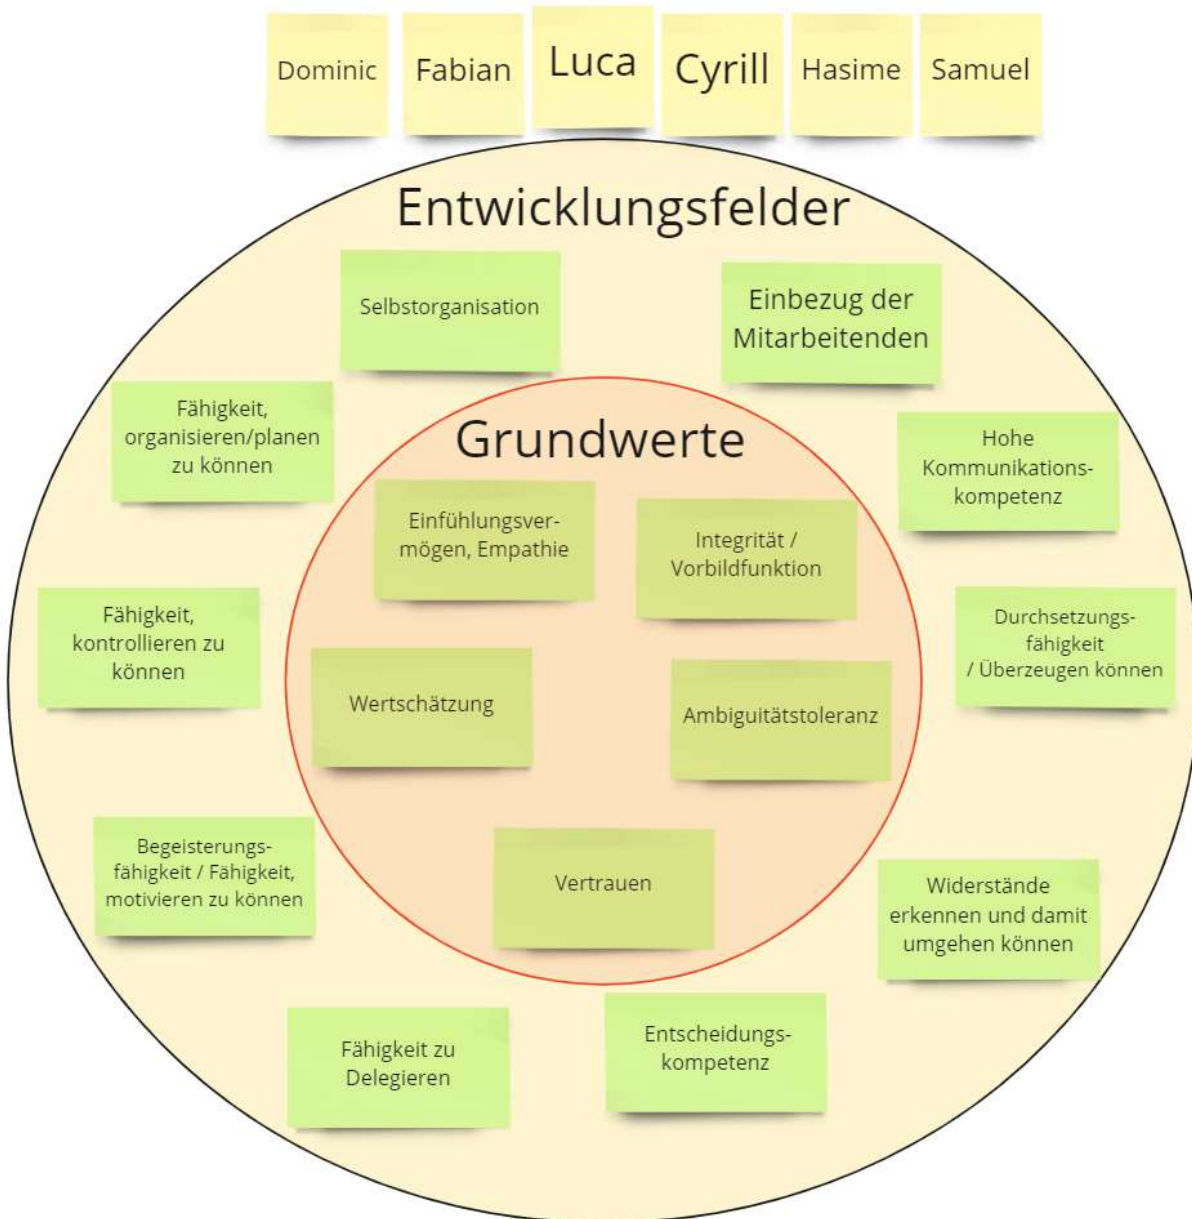 Dominic
Fabian
Luca
Cyrill
Hasime
Samuel
Entwicklungsfelder
Selbstorganisation
Einbezug der
Mitarbeitenden
Fähigkeit,
organisieren/planen
zu können
Hohe
Kommunikations-
kompetenz
Grundwerte
Einfühlungsver-
mögen, Empathie
Integrität /
Vorbildfunktion
Fähigkeit,
kontrollieren zu
können
Durchsetzungs-
fähigkeit
/ Überzeugen können
Wertschätzung
Ambiguitätstoleranz
Begeisterungs-
fähigkeit / Fähigkeit,
motivieren zu können
Vertrauen
Widerstände
erkennen und damit
umgehen können
Fähigkeit zu
Delegieren
Entscheidungs-
kompetenz